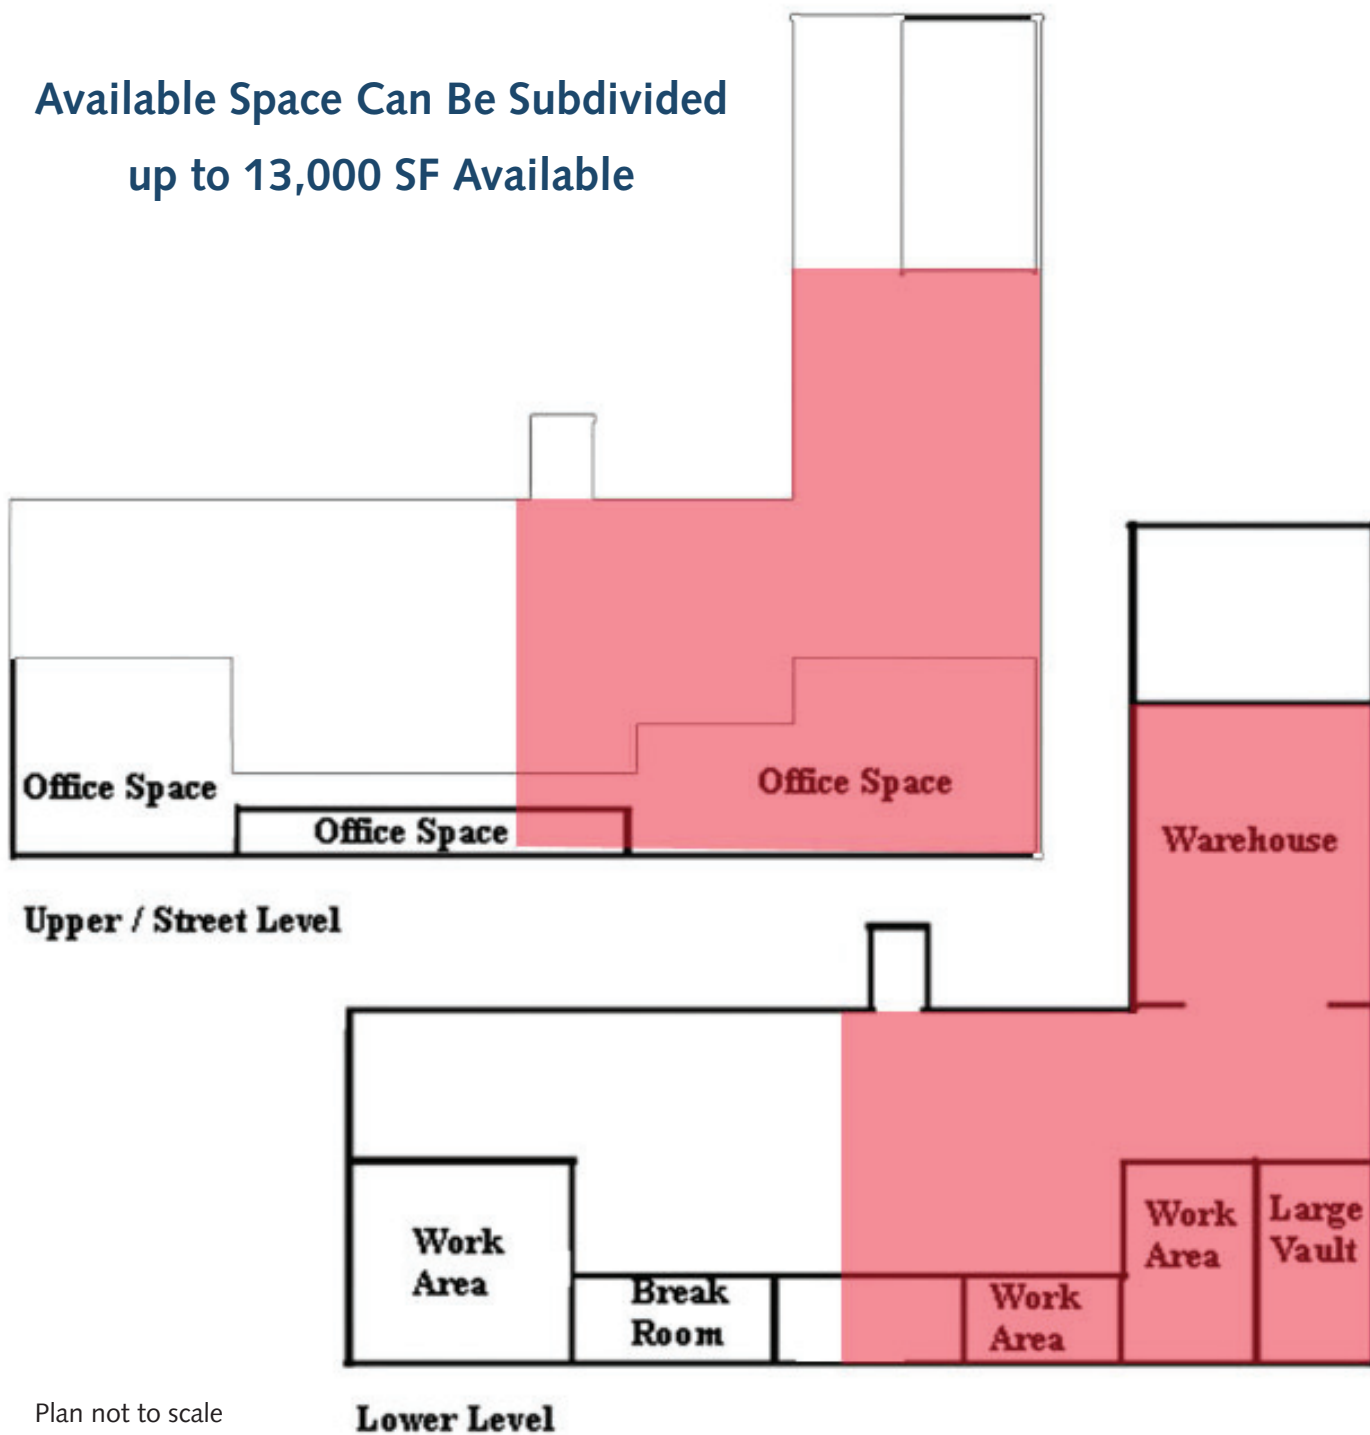 Available Space Can Be Subdivided
up to 13,000 SF Available
Office Space
Office Space
Office Space
Upper / Street Level
Warehouse
Work
Area
Break
Room
Work
Area
Work
Area
Large
Vault
Plan not to scale
Lower Level